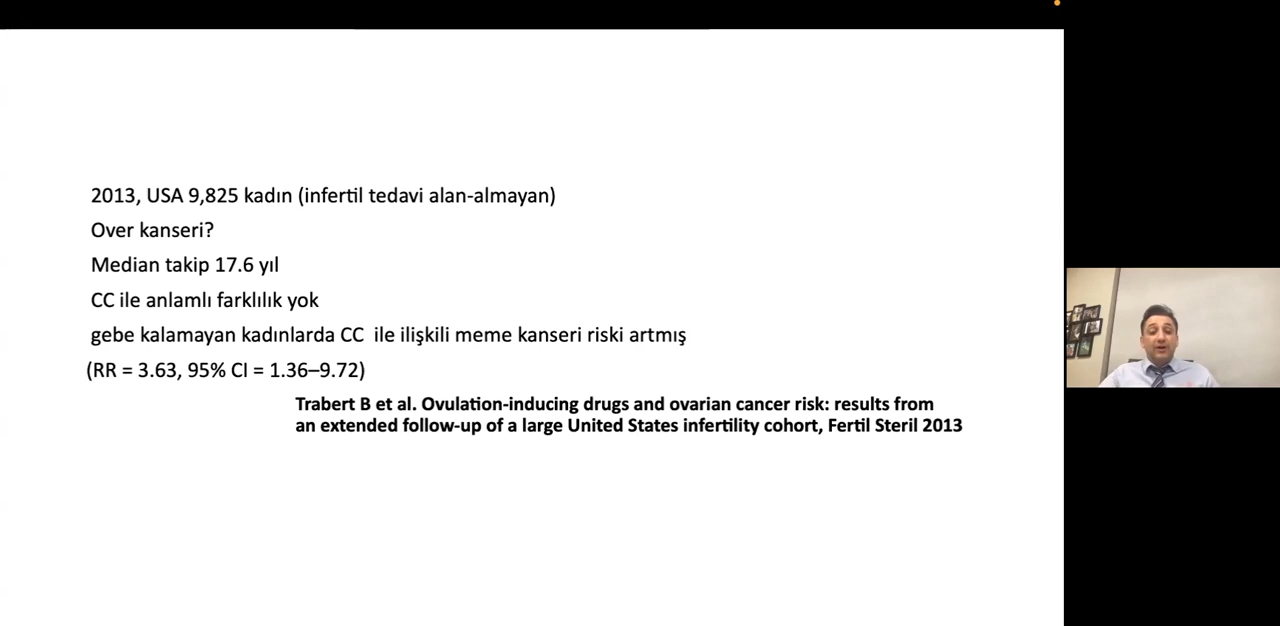 2013, USA 9,825 kadın (infertil tedavi alan-almayan)
Over kanseri?
Median takip 17.6 yıl
CC ile anlamlı farklılık yok
gebe kalamayan kadınlarda CC  ile ilişkili meme kanseri riski artmış
(RR = 3.63, 95% CI = 1.36–9.72)
Trabert B et al. Ovulation-inducing drugs and ovarian cancer risk: results from
an extended follow-up of a large United States infertility cohort, Fertil Steril 2013